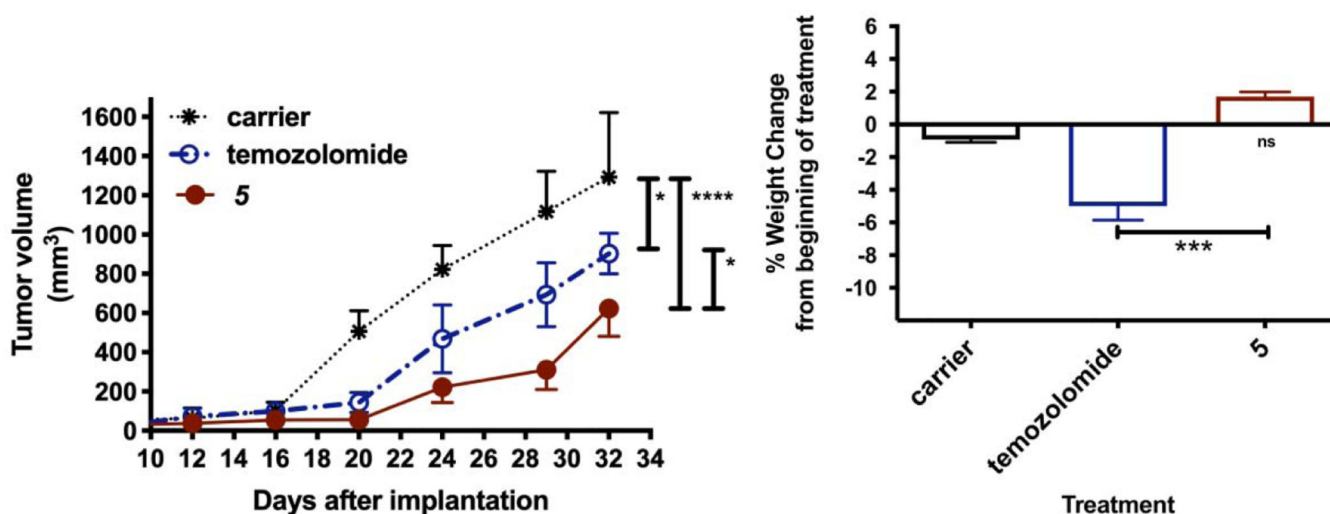 carrier
temozolomide
5
Tumor volume
(mm³)
1600
1400
1200
1000
800
600
400
200
0
10 12 14 16 18 20 22 24 26 28 30 32 34
Days after implantation
*
****
*
% Weight Change
from beginning of treatment
6
4
2
0
-2
-4
-6
-8
-10
ns
***
carrier
temozolomide
5
Treatment